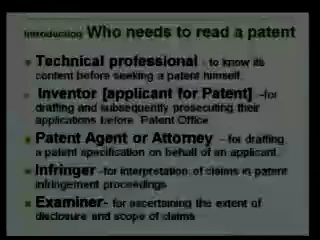 Introduction Who needs to read a patent
Technical professional - to know its
content before seeking a patent himself.
Inventor [applicant for Patent] –for
drafting and subsequently prosecuting their
applications before Patent Office
Patent Agent or Attorney – for drafting
a patent specification on behalf of an applicant.
Infringer -for interpretation of claims in patent
infringement proceedings
Examiner- for ascertaining the extent of
disclosure and scope of claims